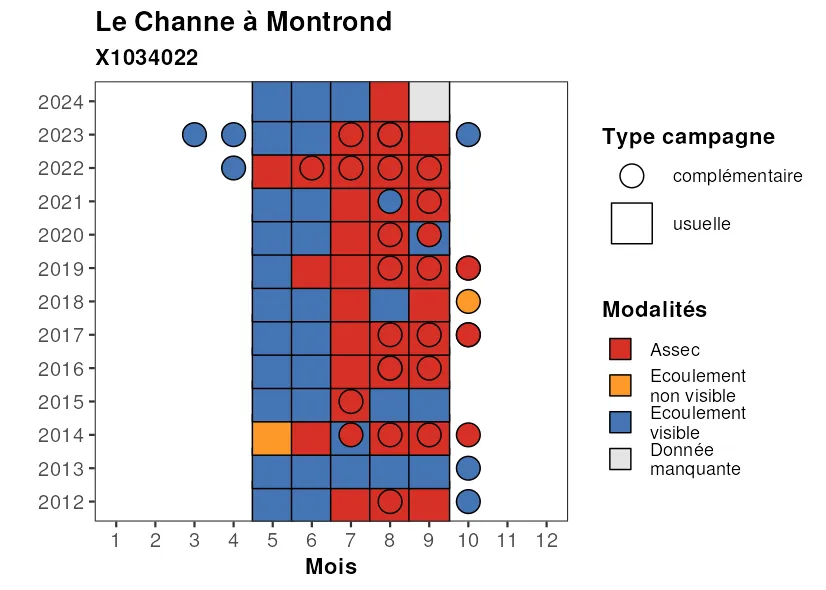 Le Channe à Montrond
X1034022
2024
2023
2022
2021
2020
2019
2018
2017
2016
2015
2014
2013
2012
1 2 3 4 5 6 7 8 9 10 11 12
Mois
Type campagne
complémentaire
usuelle
Modalités
Assec
Ecoulement
non visible
Ecoulement
visible
Donnée
manquante